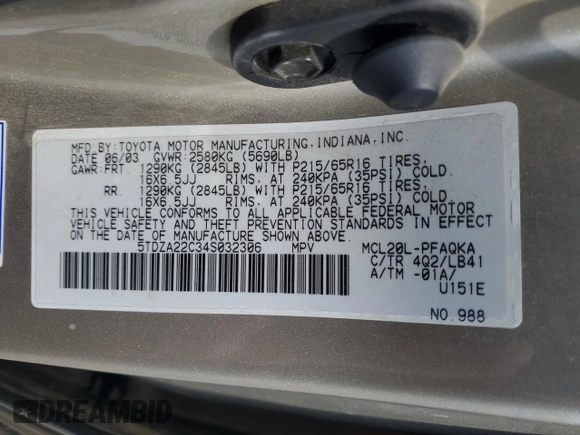 MFD.BY:TOYOTA MOTOR MANUFACTURING,INDIANA,INC.
DATE 06/03 GVWR:2580KG (5690LB)
GAWR:FRT. 1290KG (2845LB) WITH P215/65R16 TIRES,
16X6.5JJ RIMS, AT 240KPA (35PSI) COLD.
RR. 1290KG (2845LB) WITH P215/65R16 TIRES,
16X6.5JJ RIMS, AT 240KPA (35PSI) COLD.
THIS VEHICLE CONFORMS TO ALL APPLICABLE FEDERAL MOTOR
VEHICLE SAFETY AND THEFT PREVENTION STANDARDS IN EFFECT
ON THE DATE OF MANUFACTURE SHOWN ABOVE.
5TDZA22C34S032306 MPV MCL20L-PFAQKA
C/TR 4Q2/LB41
A/TM -01A/
U151E
NO.988
DREAMBID